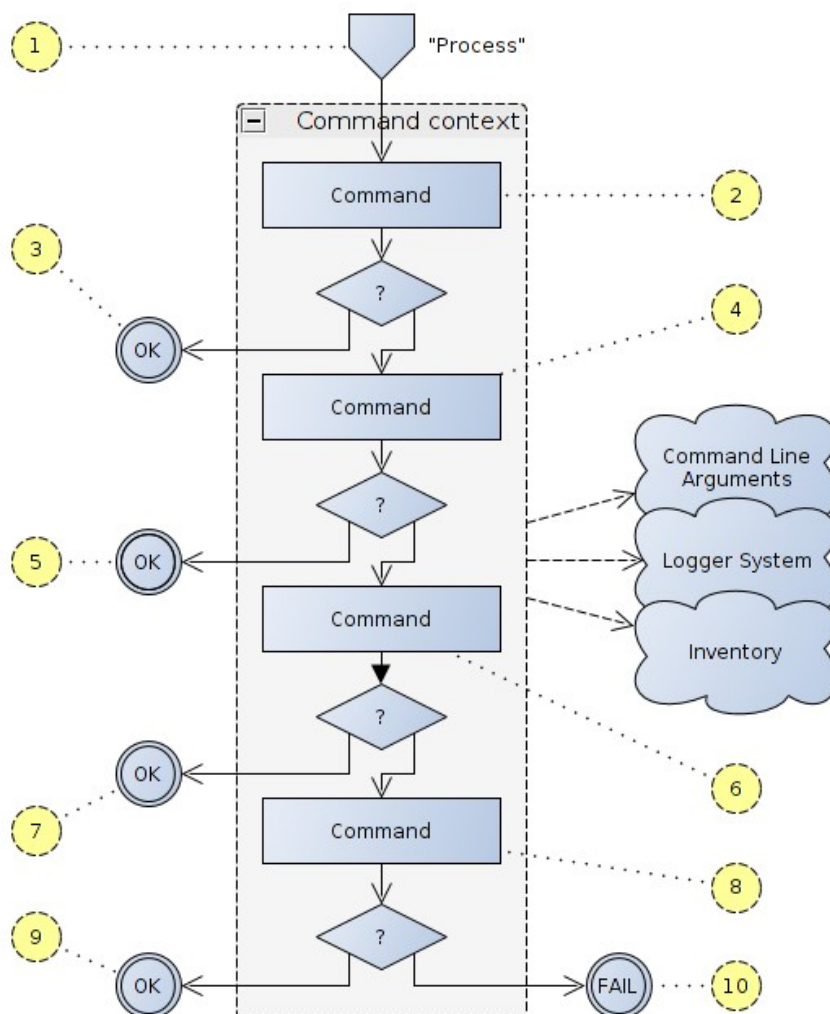 1
"Process"
Command context
Command
2
3
?
4
OK
Command
Command Line
Arguments
?
5
OK
Logger System
Command
Inventory
?
OK
6
7
Command
8
9
?
OK
FAIL
10